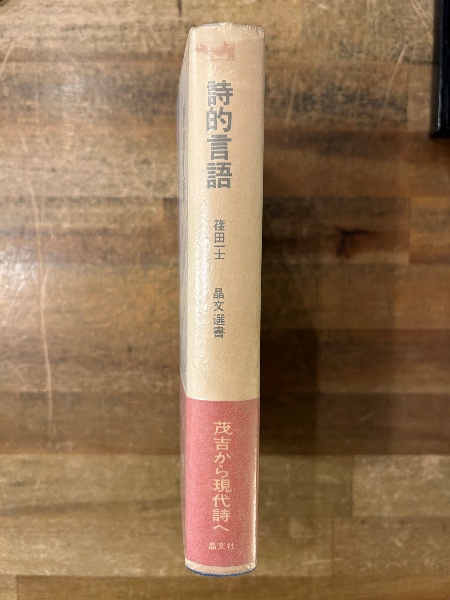 詩的言語
篠田一士
晶文選書
茂吉から現代詩へ
晶文社